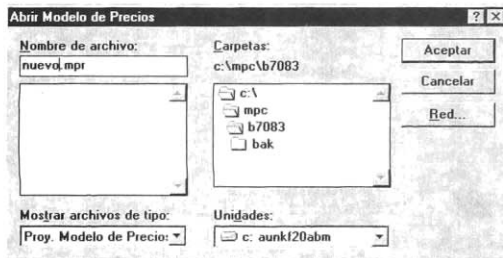 Abrir Modelo de Precios
Nombre de archivo:
nuevo.mpr
Carpetas:
c:\mpc\b7083
c:\
mpc
b7083
bak
Aceptar
Cancelar
Red...
Mostrar archivos de tipo:
Proy. Modelo de Precio:
Unidades:
c: aunkf20abm